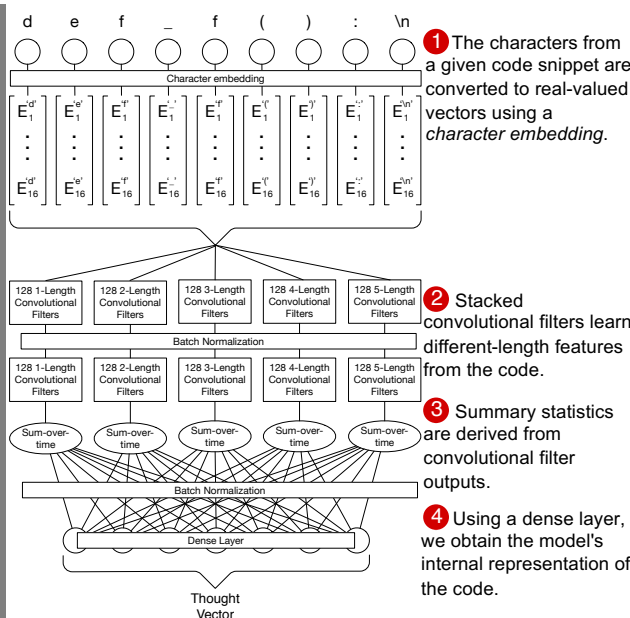 d e f _ f ( ) : \n
Character embedding
E₁'d' E₁'e' E₁'f' E₁'_' E₁'f' E₁'(' E₁')' E₁':' E₁'\n'
E₁₆'d' E₁₆'e' E₁₆'f' E₁₆'_' E₁₆'f' E₁₆'(' E₁₆')' E₁₆':' E₁₆'\n'
1 The characters from
a given code snippet are
converted to real-valued
vectors using a
character embedding.
128 1-Length 128 2-Length 128 3-Length 128 4-Length 128 5-Length
Convolutional Convolutional Convolutional Convolutional Convolutional
Filters Filters Filters Filters Filters
Batch Normalization
128 1-Length 128 2-Length 128 3-Length 128 4-Length 128 5-Length
Convolutional Convolutional Convolutional Convolutional Convolutional
Filters Filters Filters Filters Filters
2 Stacked
convolutional filters learn
different-length features
from the code.
Sum-over- Sum-over- Sum-over- Sum-over- Sum-over-
time time time time time
3 Summary statistics
are derived from
convolutional filter
outputs.
Batch Normalization
Dense Layer
4 Using a dense layer,
we obtain the model's
internal representation of
the code.
Thought
Vector